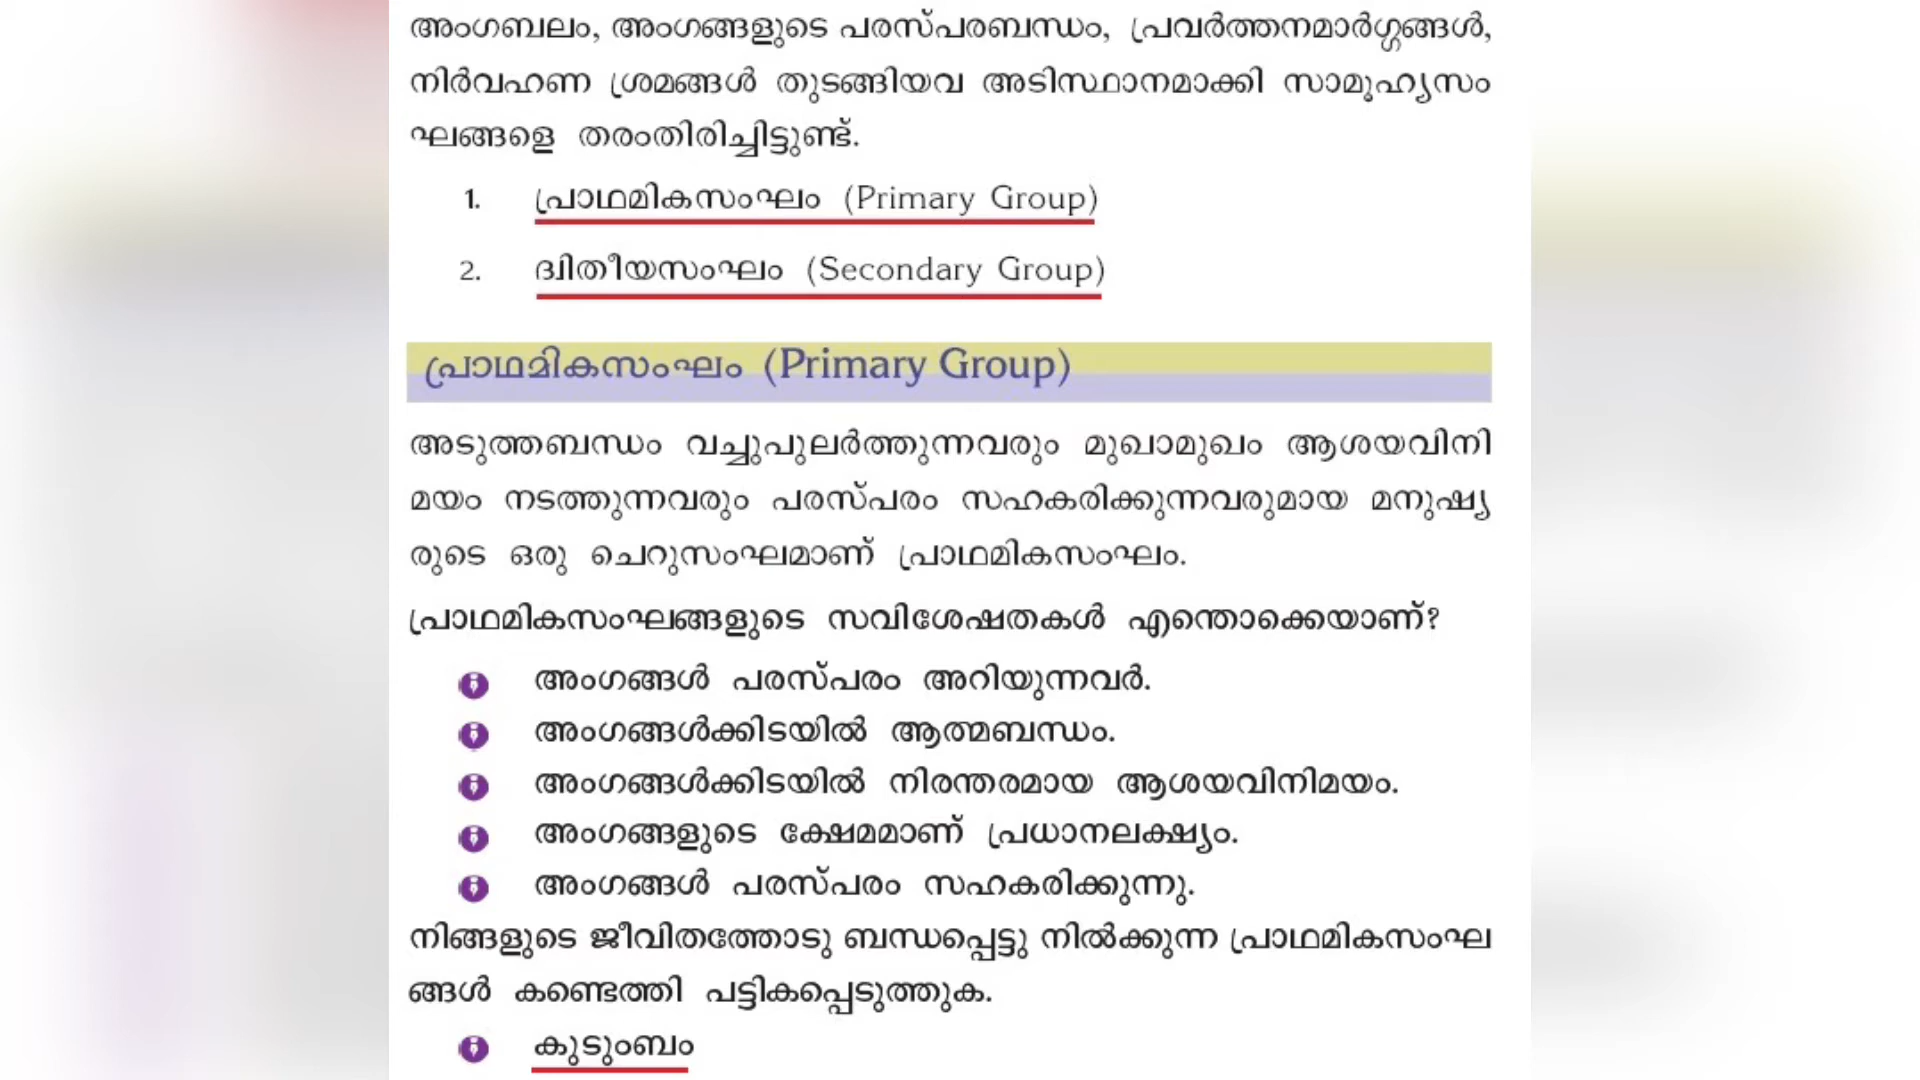 അംഗബലം, അംഗങ്ങളുടെ പരസ്പരബന്ധം, പ്രവർത്തനമാർഗ്ഗങ്ങൾ,
നിർവഹണ ശ്രമങ്ങൾ തുടങ്ങിയവ അടിസ്ഥാനമാക്കി സാമൂഹ്യസം
ഘങ്ങളെ തരംതിരിച്ചിട്ടുണ്ട്.
1. പ്രാഥമികസംഘം (Primary Group)
2. ദ്വിതീയസംഘം (Secondary Group)
പ്രാഥമികസംഘം (Primary Group)
അടുത്തബന്ധം വച്ചുപുലർത്തുന്നവരും മുഖാമുഖം ആശയവിനി
മയം നടത്തുന്നവരും പരസ്പരം സഹകരിക്കുന്നവരുമായ മനുഷ്യ
രുടെ ഒരു ചെറുസംഘമാണ് പ്രാഥമികസംഘം.
പ്രാഥമികസംഘങ്ങളുടെ സവിശേഷതകൾ എന്തൊക്കെയാണ്?
അംഗങ്ങൾ പരസ്പരം അറിയുന്നവർ.
അംഗങ്ങൾക്കിടയിൽ ആത്മബന്ധം.
അംഗങ്ങൾക്കിടയിൽ നിരന്തരമായ ആശയവിനിമയം.
അംഗങ്ങളുടെ ക്ഷേമമാണ് പ്രധാനലക്ഷ്യം.
അംഗങ്ങൾ പരസ്പരം സഹകരിക്കുന്നു.
നിങ്ങളുടെ ജീവിതത്തോടു ബന്ധപ്പെട്ടു നിൽക്കുന്ന പ്രാഥമികസംഘ
ങ്ങൾ കണ്ടെത്തി പട്ടികപ്പെടുത്തുക.
കുടുംബം